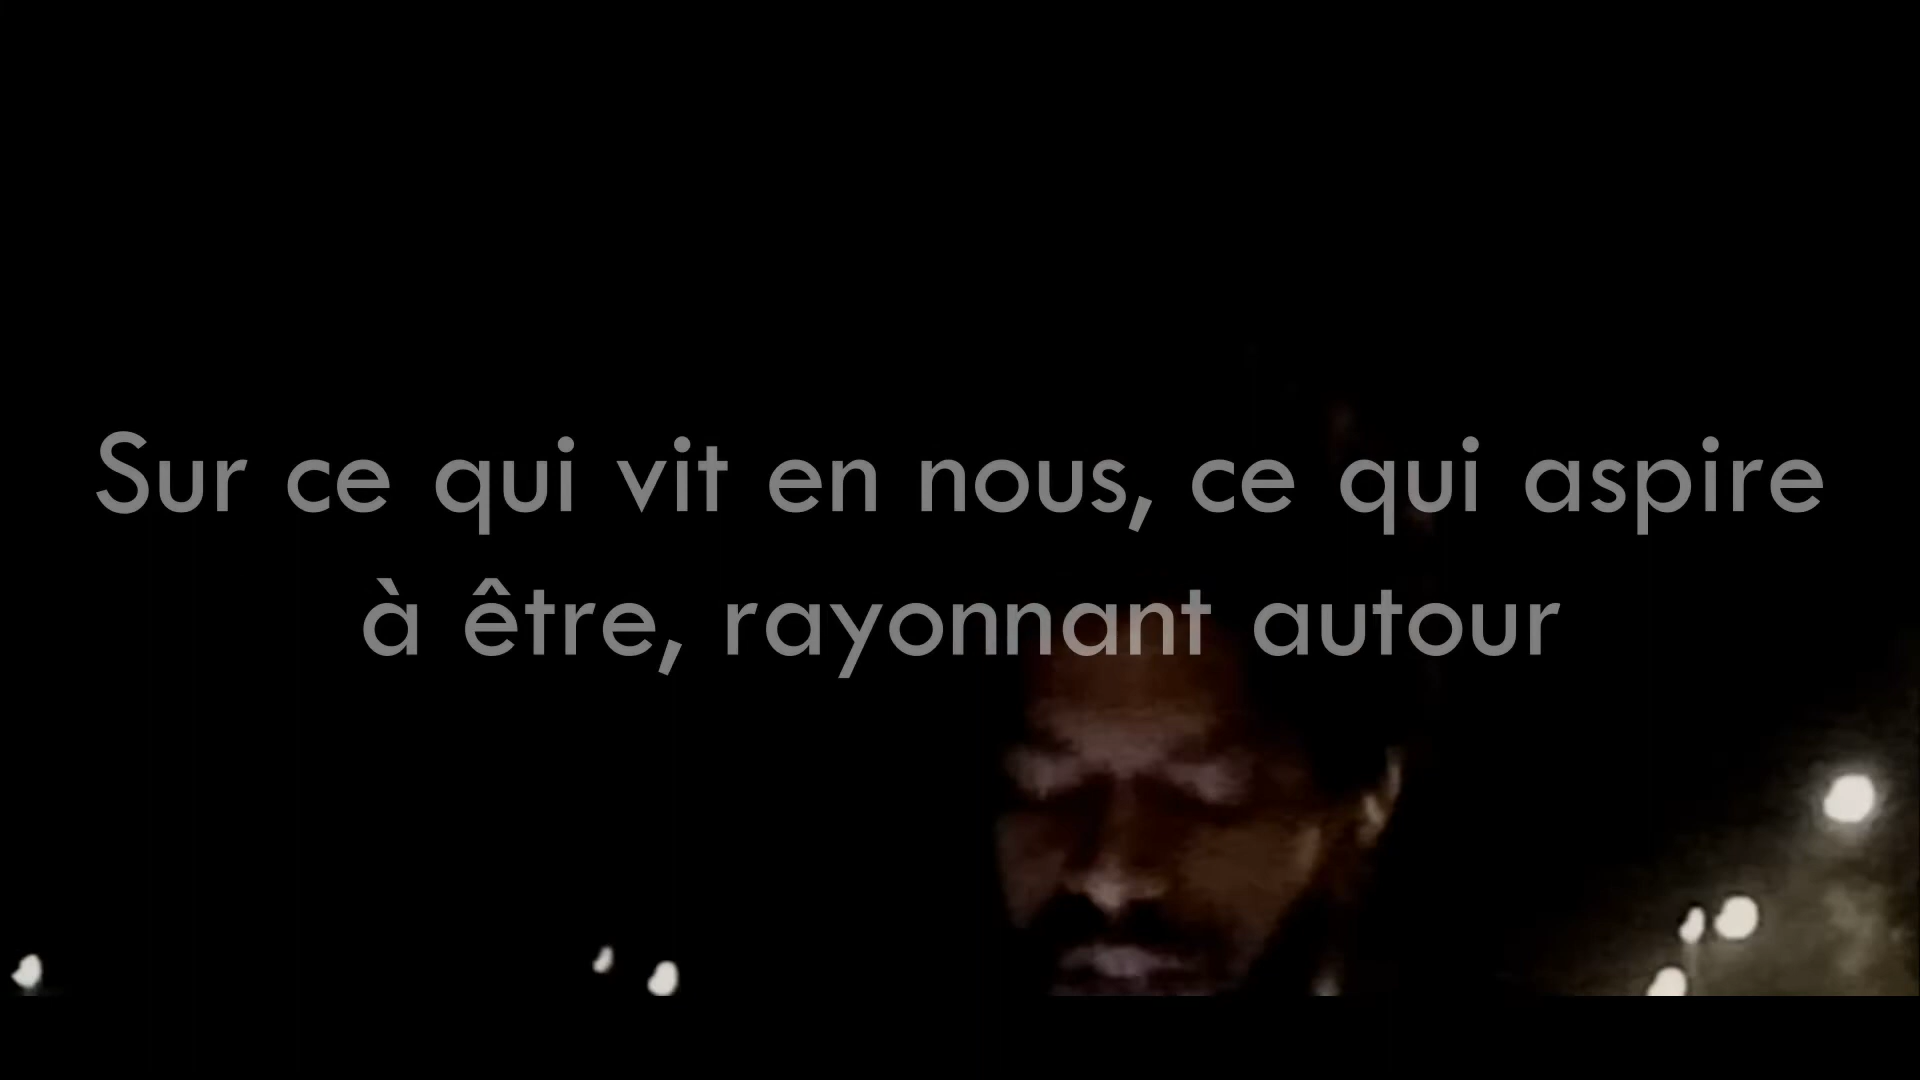 Sur ce qui vit en nous, ce qui aspire
à être, rayonnant autour